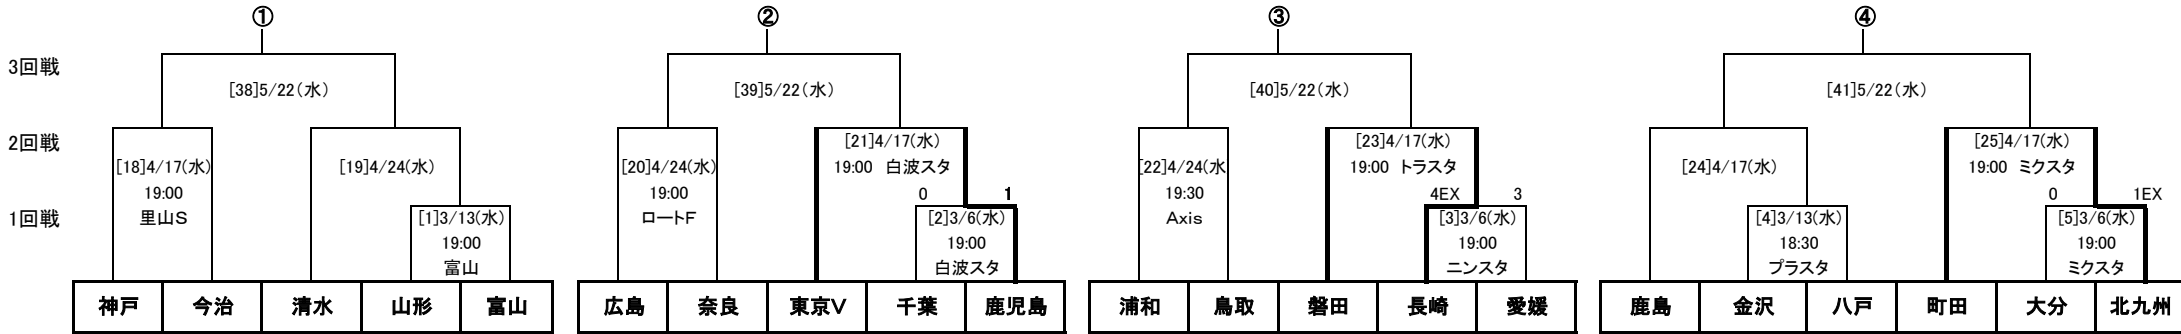 ① ② ③ ④
3回戦
[38]5/22(水) [39]5/22(水) [40]5/22(水) [41]5/22(水)
2回戦
[18]4/17(水)
19:00
里山S
[19]4/24(水)
[20]4/24(水)
19:00
ロートF
[21]4/17(水)
19:00 白波スタ
[22]4/24(水
19:30
Axis
[23]4/17(水)
19:00 トラスタ
[24]4/17(水)
[25]4/17(水)
19:00 ミクスタ
1回戦
[1]3/13(水)
19:00
富山
0 1
[2]3/6(水)
19:00
白波スタ
4EX 3
[3]3/6(水)
19:00
ニンスタ
[4]3/13(水)
18:30
プラスタ
0 1EX
[5]3/6(水)
19:00
ミクスタ
神戸 今治 清水 山形 富山
広島 奈良 東京V 千葉 鹿児島
浦和 鳥取 磐田 長崎 愛媛
鹿島 金沢 八戸 町田 大分 北九州